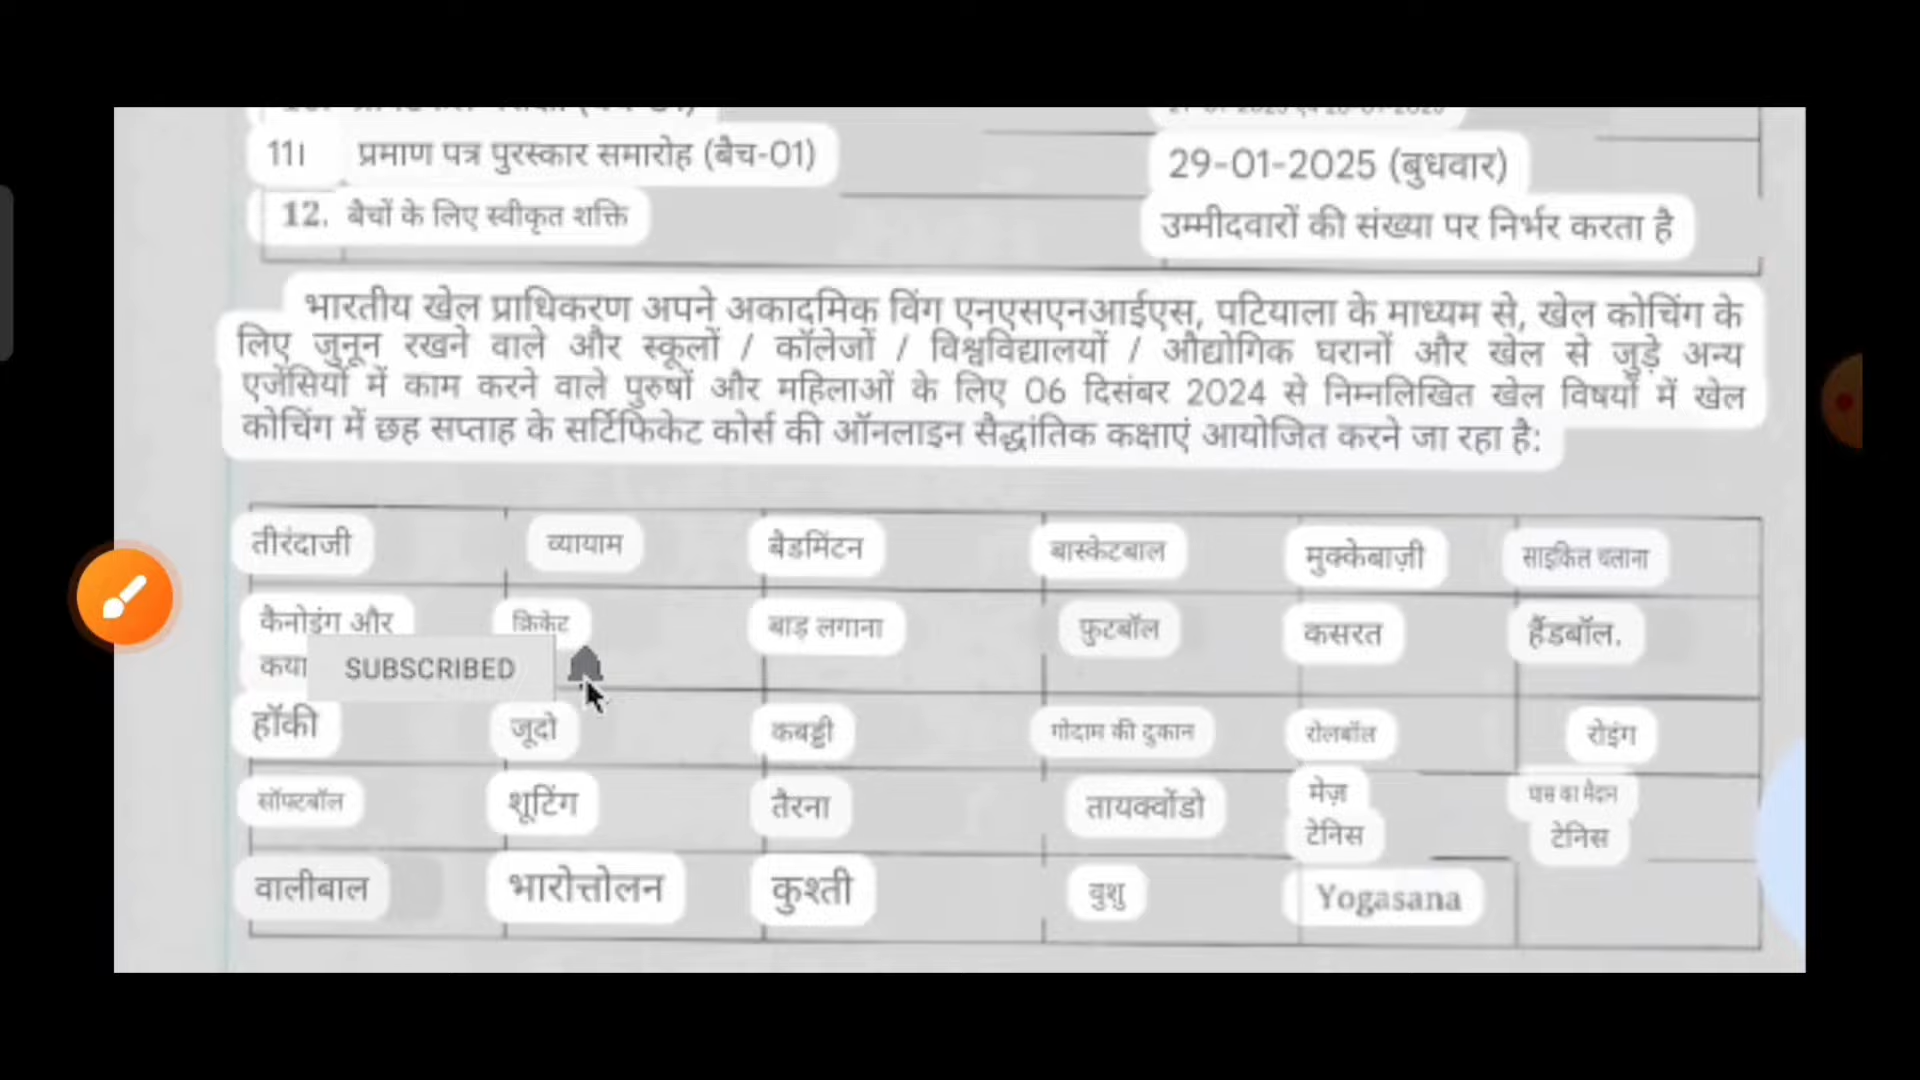 11। प्रमाण पत्र पुरस्कार समारोह (बैच-01) 29-01-2025 (बुधवार)
12. बैचों के लिए स्वीकृत शक्ति उम्मीदवारों की संख्या पर निर्भर करता है
भारतीय खेल प्राधिकरण अपने अकादमिक विंग एनएसएनआईएस, पटियाला के माध्यम से, खेल कोचिंग के
लिए जुनून रखने वाले और स्कूलों / कॉलेजों / विश्वविद्यालयों / औद्योगिक घरानों और खेल से जुड़े अन्य
एजेंसियों में काम करने वाले पुरुषों और महिलाओं के लिए 06 दिसंबर 2024 से निम्नलिखित खेल विषयों में खेल
कोचिंग में छह सप्ताह के सर्टिफिकेट कोर्स की ऑनलाइन सैद्धांतिक कक्षाएं आयोजित करने जा रहा है:
तीरंदाजी व्यायाम बैडमिंटन बास्केटबाल मुक्केबाज़ी साइकिल चलाना
कैनोइंग और क्रिकेट बाड़ लगाना फुटबॉल कसरत हैंडबॉल.
SUBSCRIBED
हॉकी जूदो कबड्डी गोदाम की दुकान रोलबॉल रोइंग
सॉफ्टबॉल शूटिंग तैरना तायक्वोंडो मेज़ घास का मैदान
टेनिस टेनिस
वालीबाल भारोत्तोलन कुश्ती वुशु Yogasana